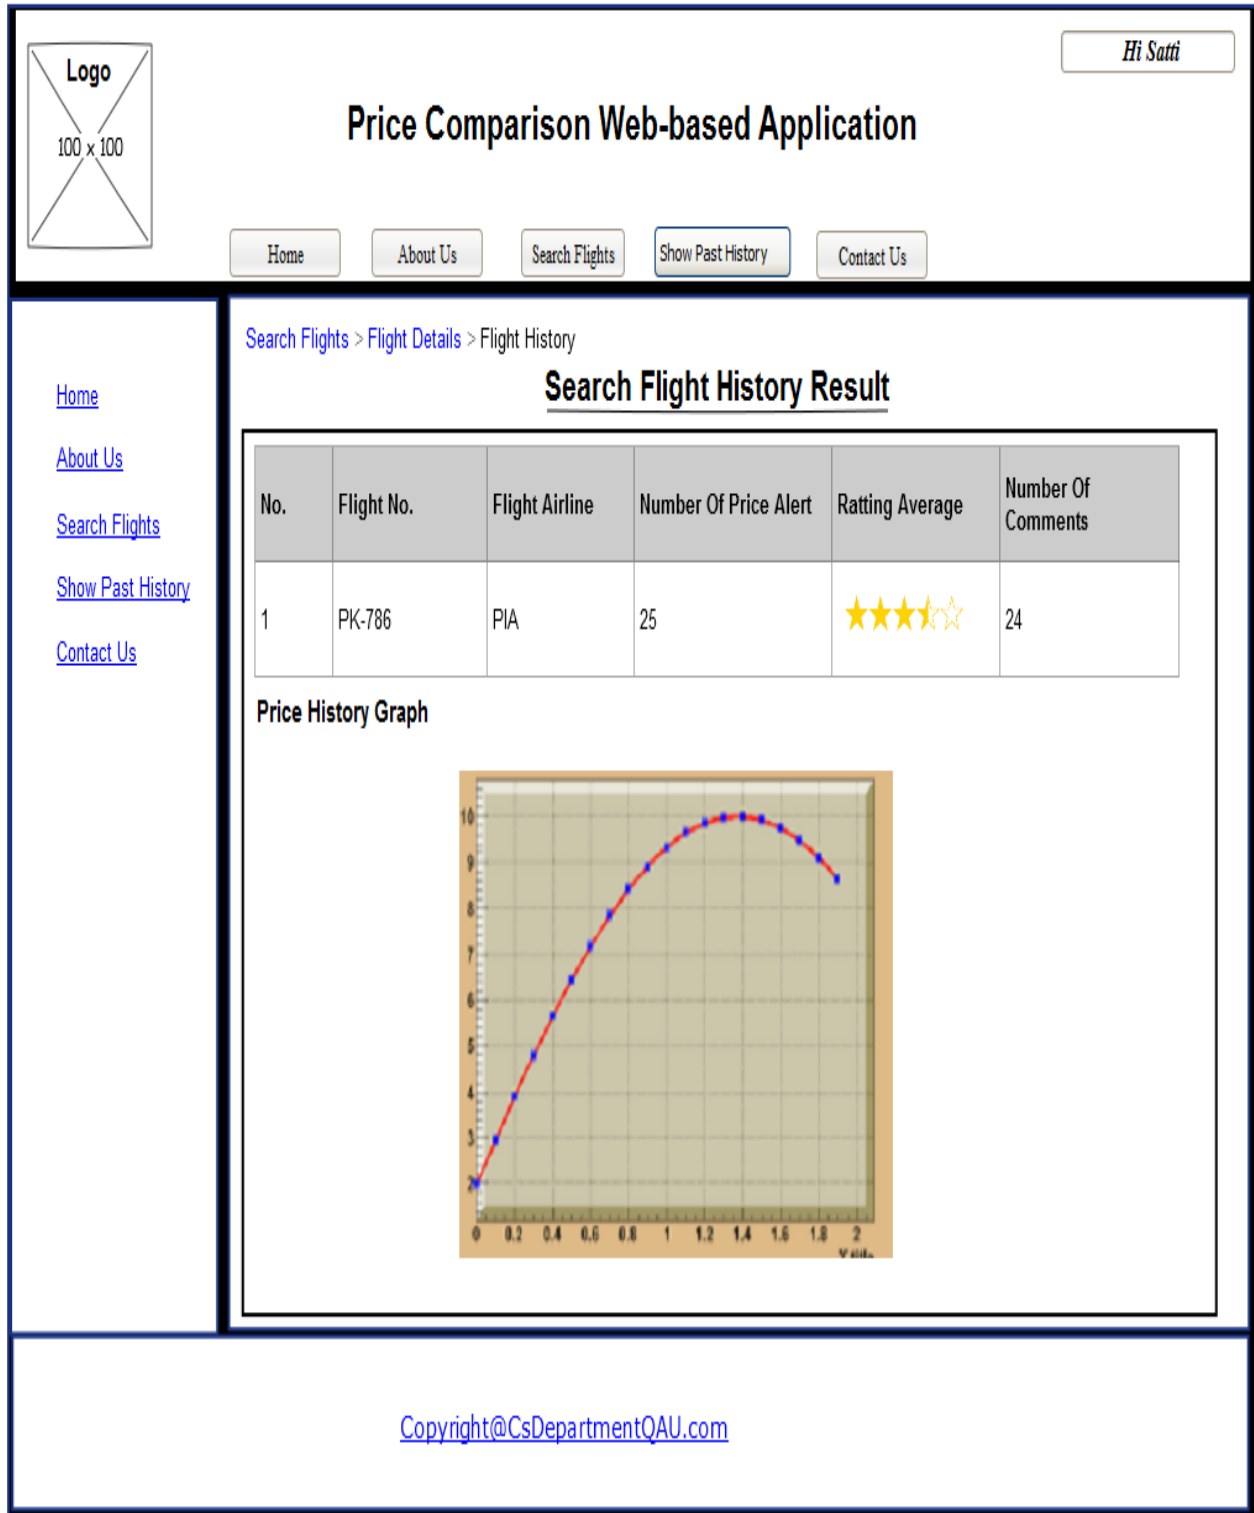 Hi Satti
Logo
100 x 100
Price Comparison Web-based Application
Home
About Us
Search Flights
Show Past History
Contact Us
Search Flights > Flight Details > Flight History
Home
About Us
Search Flights
Show Past History
Contact Us
Search Flight History Result
No. Flight No. Flight Airline Number Of Price Alert Ratting Average Number Of
Comments
1 PK-786 PIA 25 24
Price History Graph
10
9
8
7
6
5
4
3
2
0 0.2 0.4 0.6 0.8 1 1.2 1.4 1.6 1.8 2
Copyright@CsDepartmentQAU.com